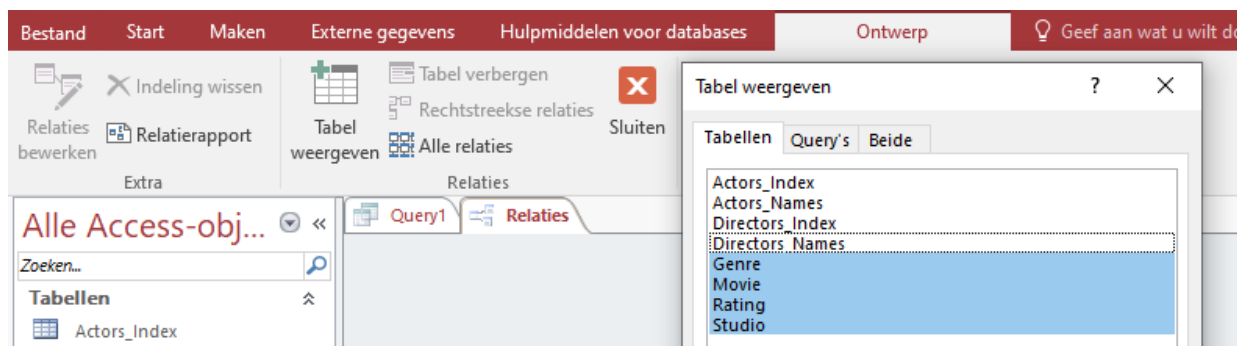 Bestand Start Maken Externe gegevens Hulpmiddelen voor databases Ontwerp Geef aan wat u wilt
Relaties bewerken
Indeling wissen
Relatierapport
Extra
Tabel weergeven
Tabel verbergen
Rechtstreekse relaties
Alle relaties
Sluiten
Relaties
Tabel weergeven ?
Tabellen Query's Beide
Actors_Index
Actors_Names
Directors_Index
Directors_Names
Genre
Movie
Rating
Studio
Query1 Relaties
Alle Access-obj... «
Zoeken...
Tabellen
Actors_Index